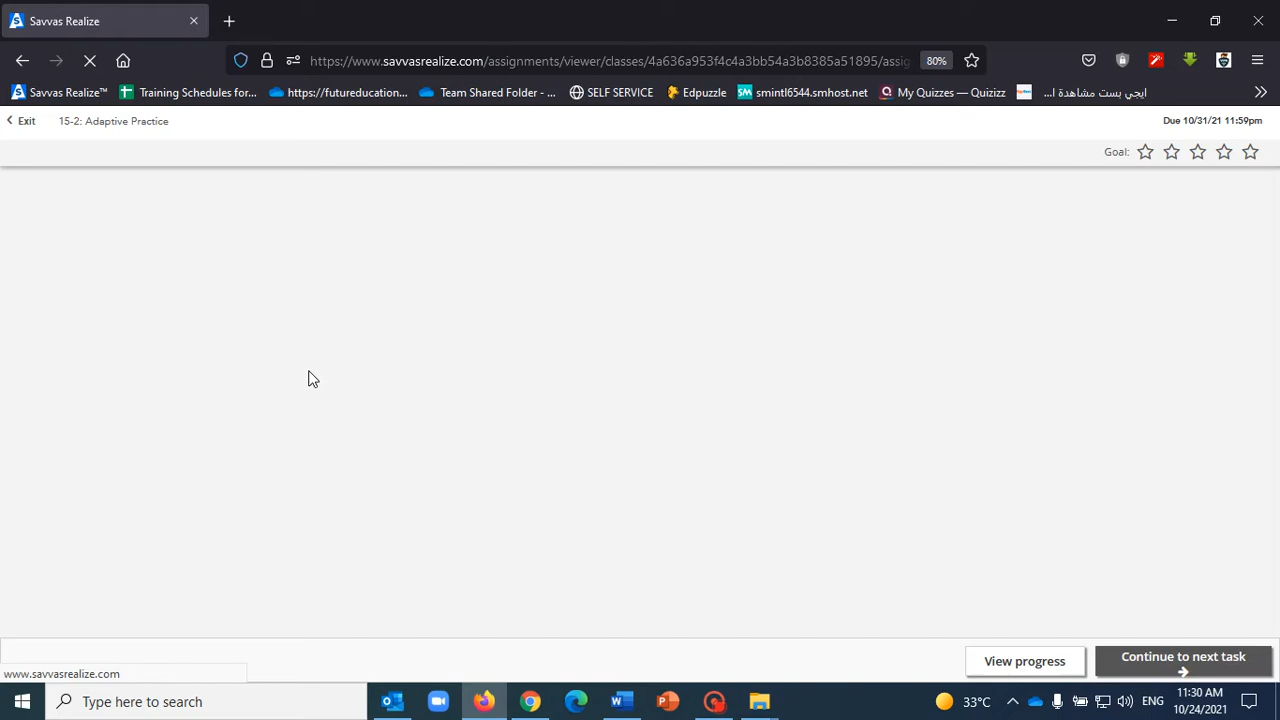 Savvas Realize
https://www.savvasrealize.com/assignments/viewer/classes/4a636a953f4c4a3bb54a3b8385a51895/assig
80%
Savvas Realize™
Training Schedules for...
https://futureducation...
Team Shared Folder - ...
SELF SERVICE
Edpuzzle
smintl6544.snhost.net
My Quizzes — Quizizz
ايجي بست مشاهدة ا...
Exit
15-2: Adaptive Practice
Due 10/31/21 11:59pm
Goal:
View progress
Continue to next task
www.savvasrealize.com
Type here to search
33°C
ENG
11:30 AM
10/24/2021